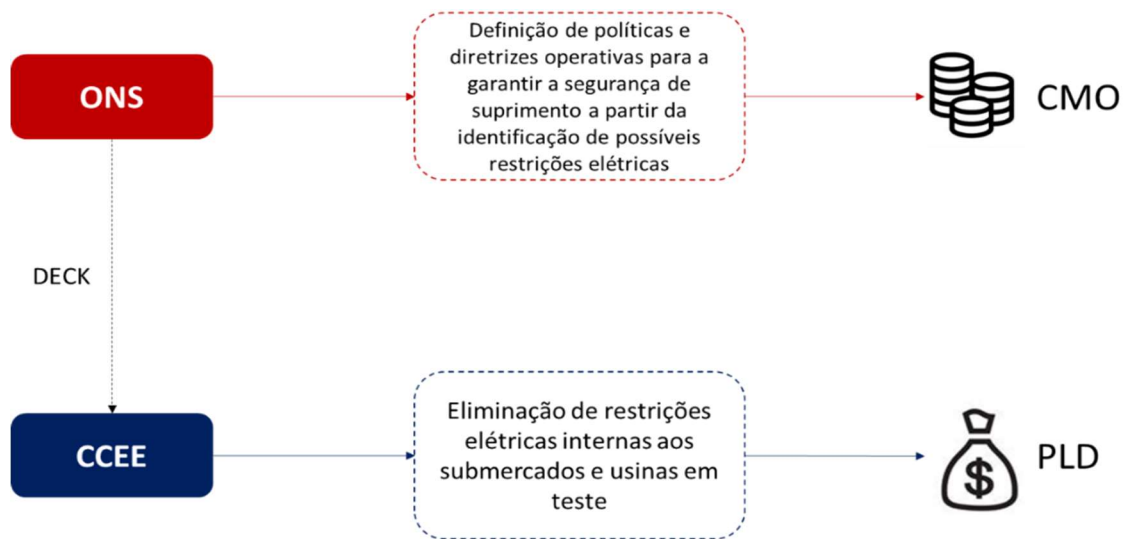 Definição de políticas e
diretrizes operativas para a
garantir a segurança de
suprimento a partir da
identificação de possíveis
restrições elétricas
ONS
CMO
DECK
Eliminação de restrições
elétricas internas aos
submercados e usinas em
teste
CCEE
$
PLD